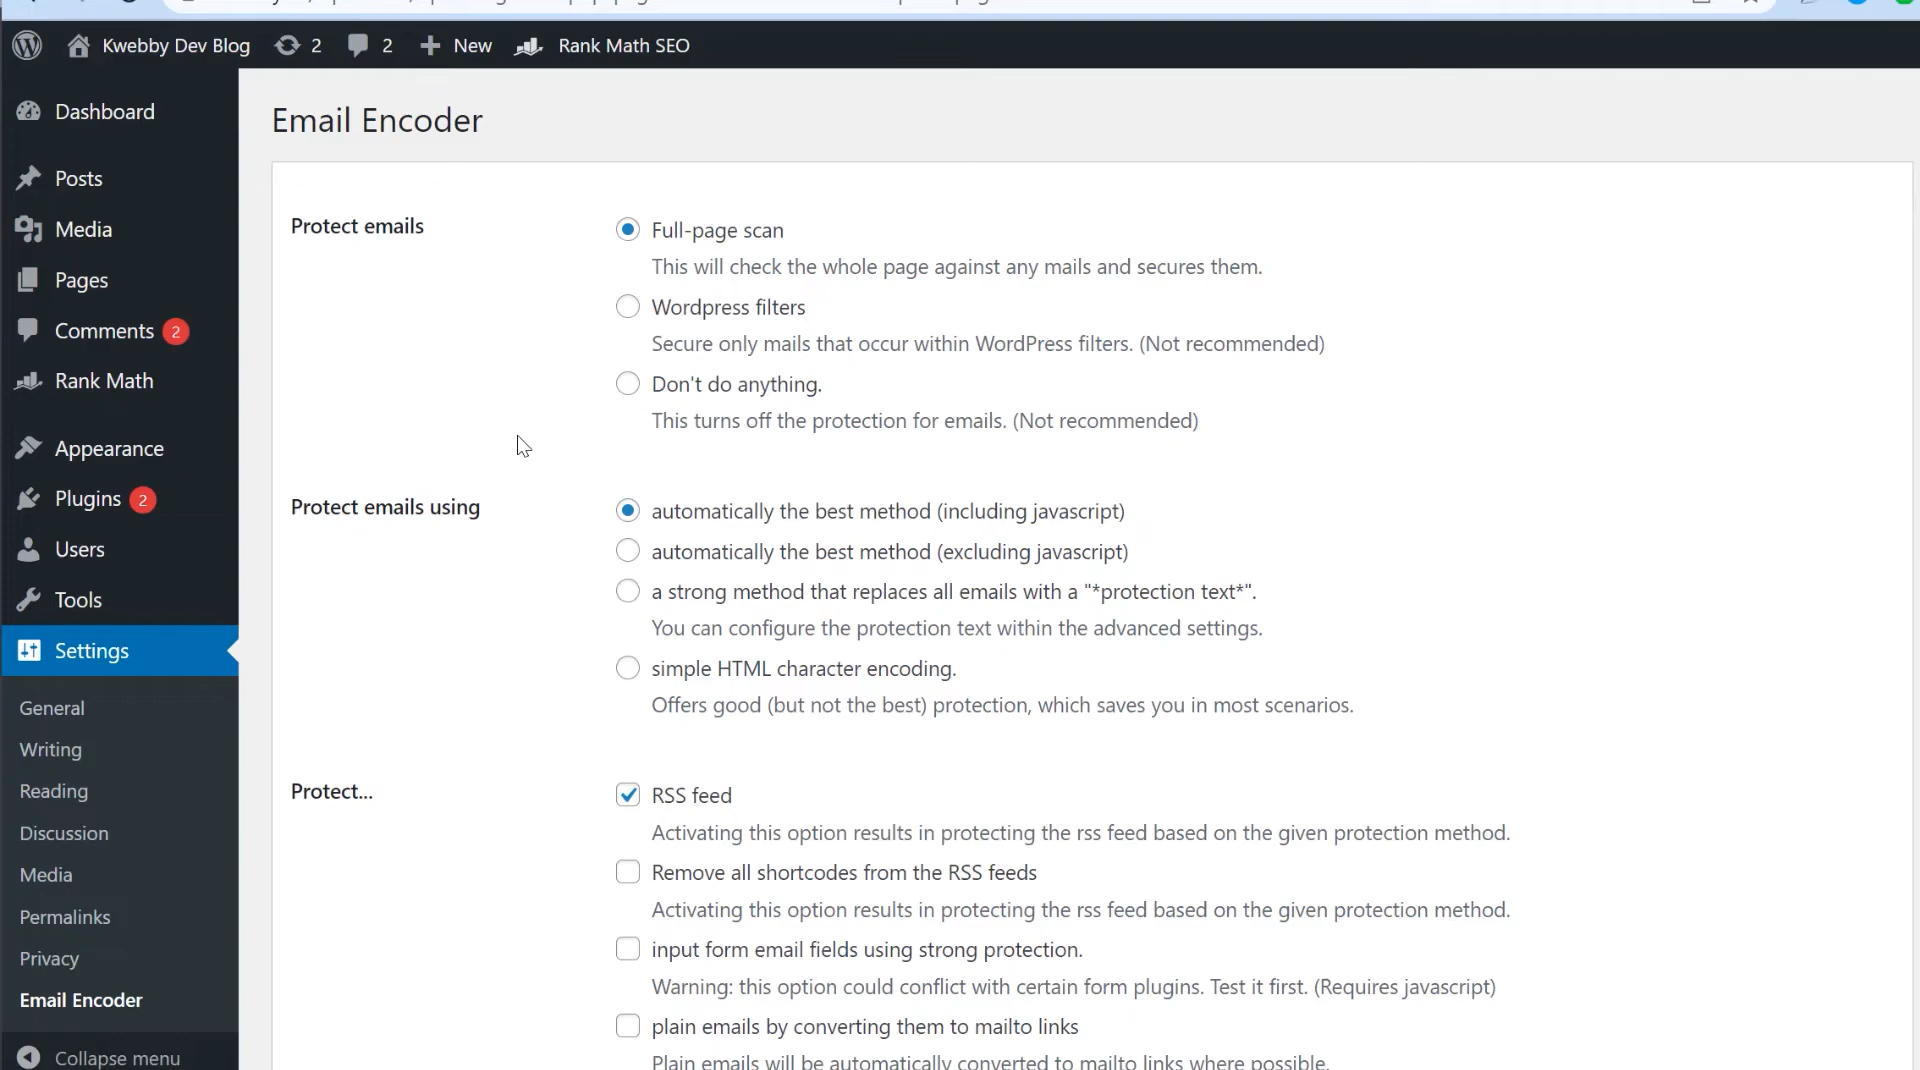 Kwebby Dev Blog 2 2 New Rank Math SEO
Dashboard
Posts
Media
Pages
Comments 2
Rank Math
Appearance
Plugins 2
Users
Tools
Settings
General
Writing
Reading
Discussion
Media
Permalinks
Privacy
Email Encoder
Collapse menu
Email Encoder
Protect emails
Full-page scan
This will check the whole page against any mails and secures them.
Wordpress filters
Secure only mails that occur within WordPress filters. (Not recommended)
Don't do anything.
This turns off the protection for emails. (Not recommended)
Protect emails using
automatically the best method (including javascript)
automatically the best method (excluding javascript)
a strong method that replaces all emails with a "*protection text*".
You can configure the protection text within the advanced settings.
simple HTML character encoding.
Offers good (but not the best) protection, which saves you in most scenarios.
Protect...
RSS feed
Activating this option results in protecting the rss feed based on the given protection method.
Remove all shortcodes from the RSS feeds
Activating this option results in protecting the rss feed based on the given protection method.
input form email fields using strong protection.
Warning: this option could conflict with certain form plugins. Test it first. (Requires javascript)
plain emails by converting them to mailto links
Plain emails will be automatically converted to mailto links where possible.